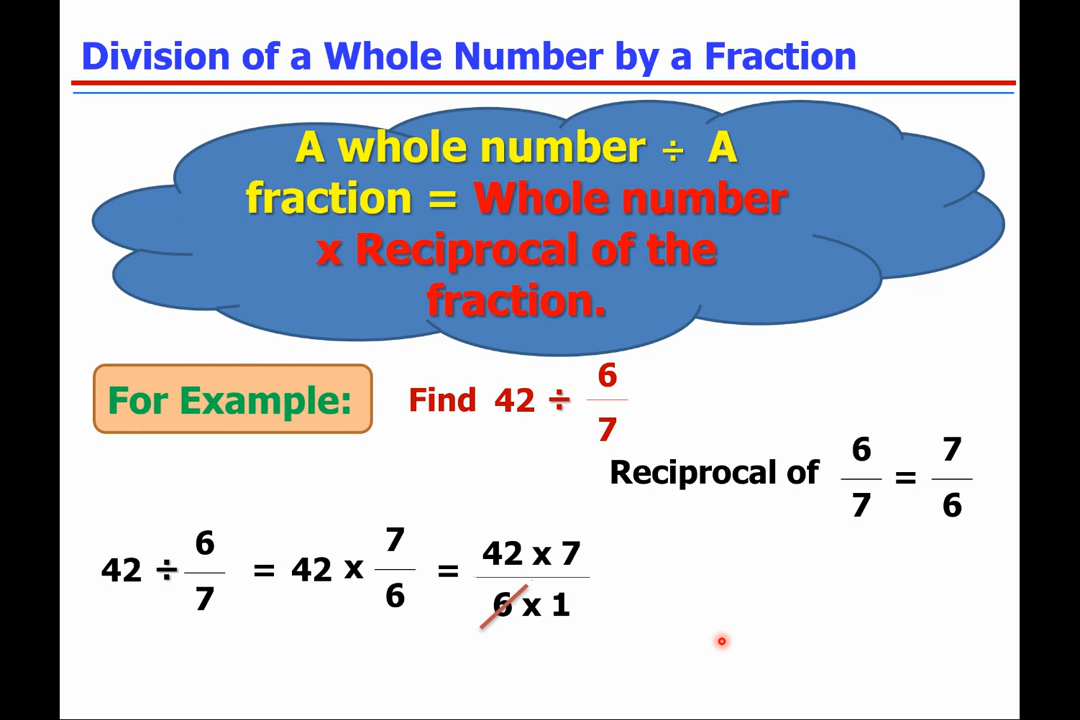 Division of a Whole Number by a Fraction
A whole number ÷ A
fraction = Whole number
x Reciprocal of the
fraction.
For Example:
Find 42 ÷ 6/7
Reciprocal of 6/7 = 7/6
42 ÷ 6/7 = 42 x 7/6 = 42 x 7 / 6 x 1